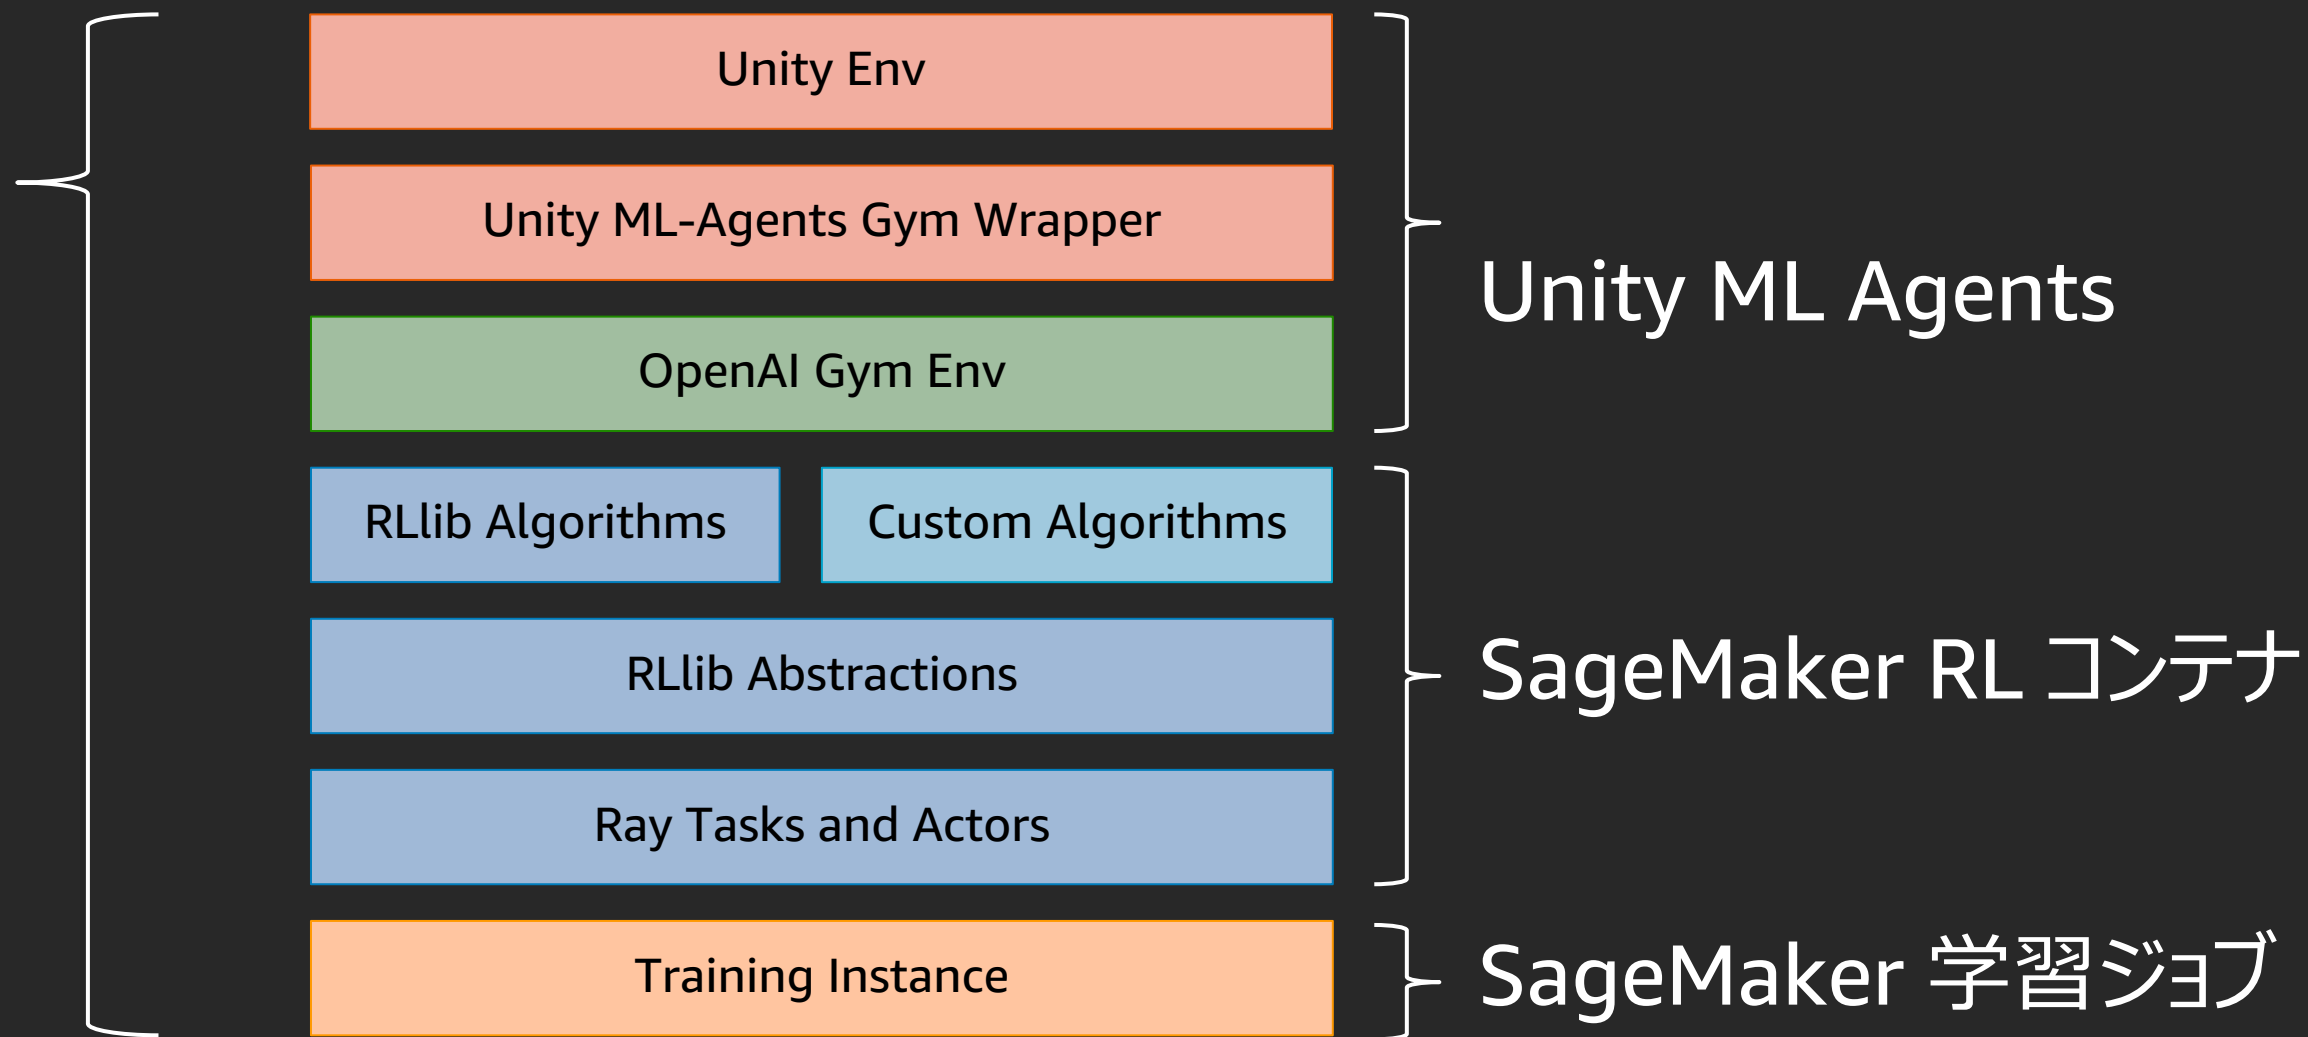 Unity Env
Unity ML-Agents Gym Wrapper
OpenAI Gym Env
Unity ML Agents
RLlib Algorithms
Custom Algorithms
RLlib Abstractions
Ray Tasks and Actors
SageMaker RL コンテナ
Training Instance
SageMaker 学習ジョブ